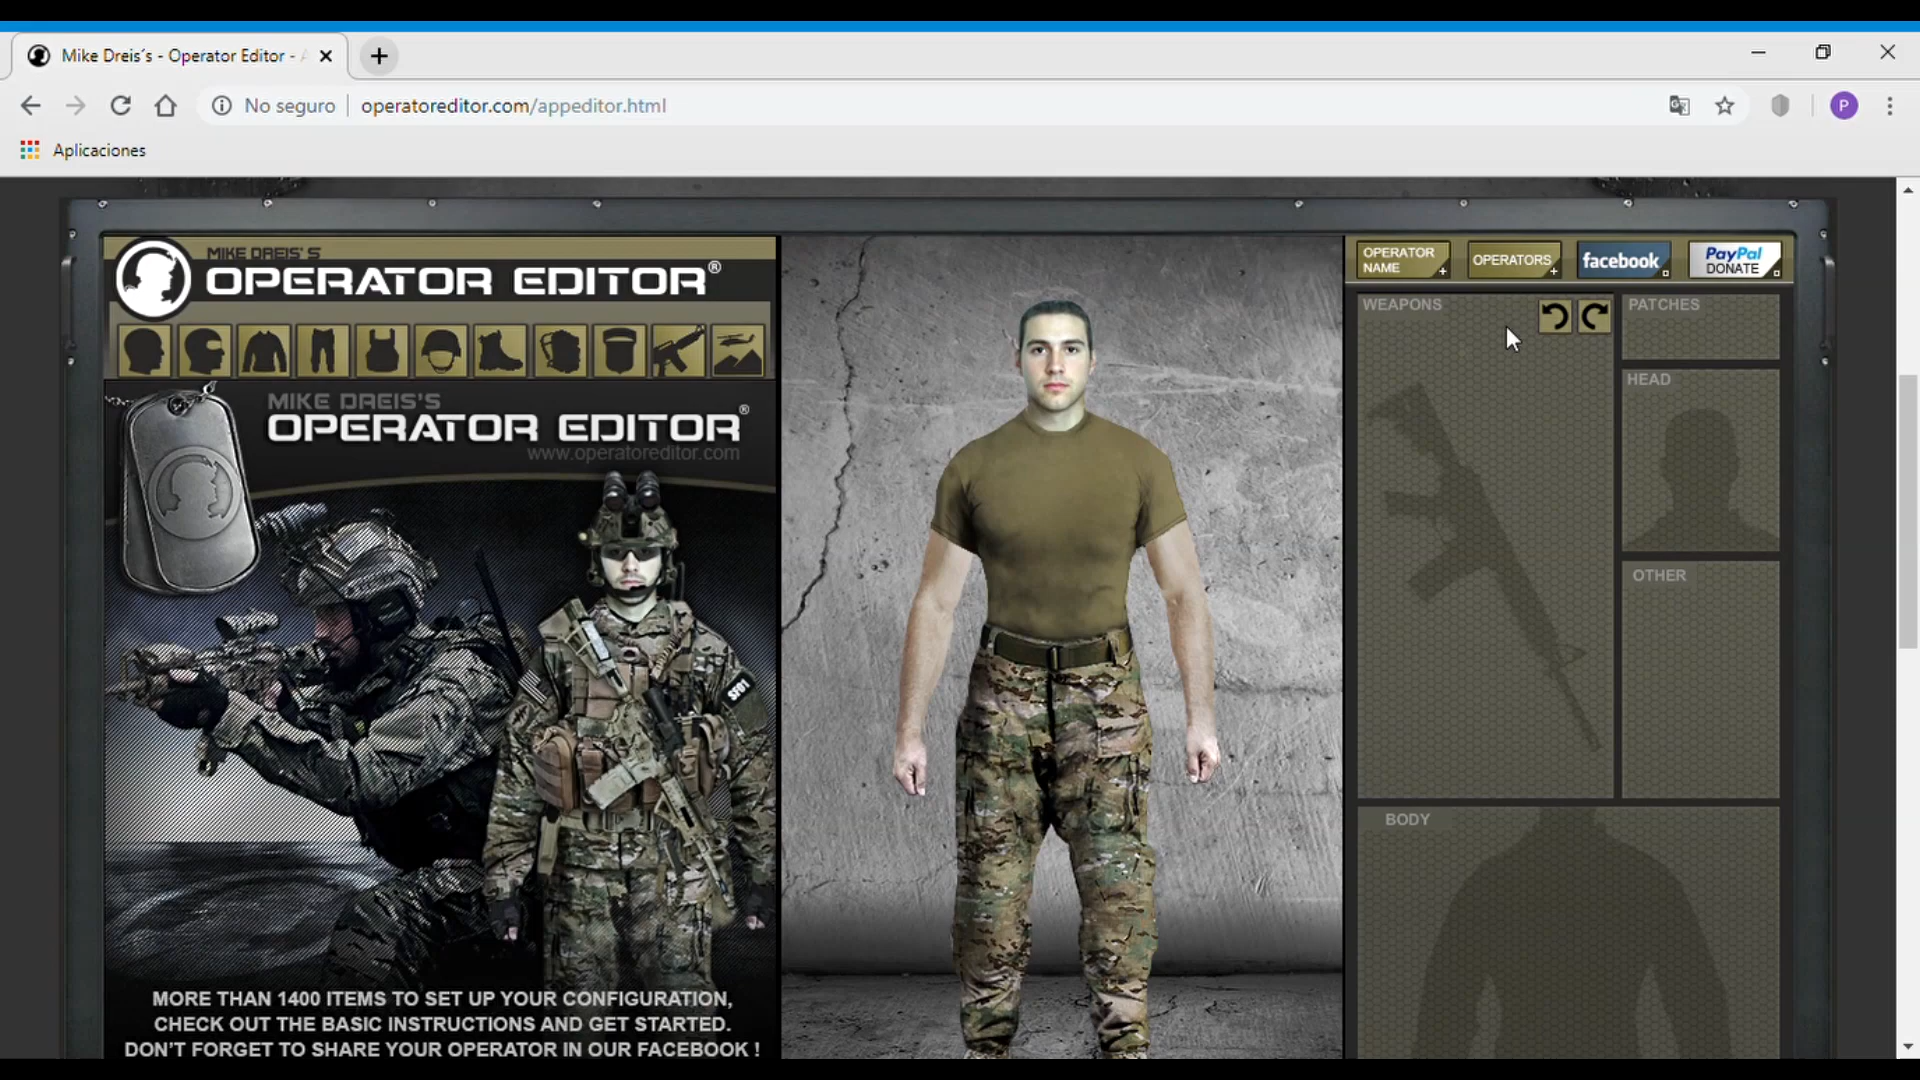 Mike Dreis´s - Operator Editor -
No seguro
operatoreditor.com/appeditor.html
P
Aplicaciones
MIKE DREIS'S
OPERATOR EDITOR®
MIKE DREIS'S
OPERATOR EDITOR®
www.operatoreditor.com
SF01
MORE THAN 1400 ITEMS TO SET UP YOUR CONFIGURATION,
CHECK OUT THE BASIC INSTRUCTIONS AND GET STARTED.
DON'T FORGET TO SHARE YOUR OPERATOR IN OUR FACEBOOK !
OPERATOR
NAME
OPERATORS
facebook
PayPal
DONATE
WEAPONS
PATCHES
HEAD
OTHER
BODY